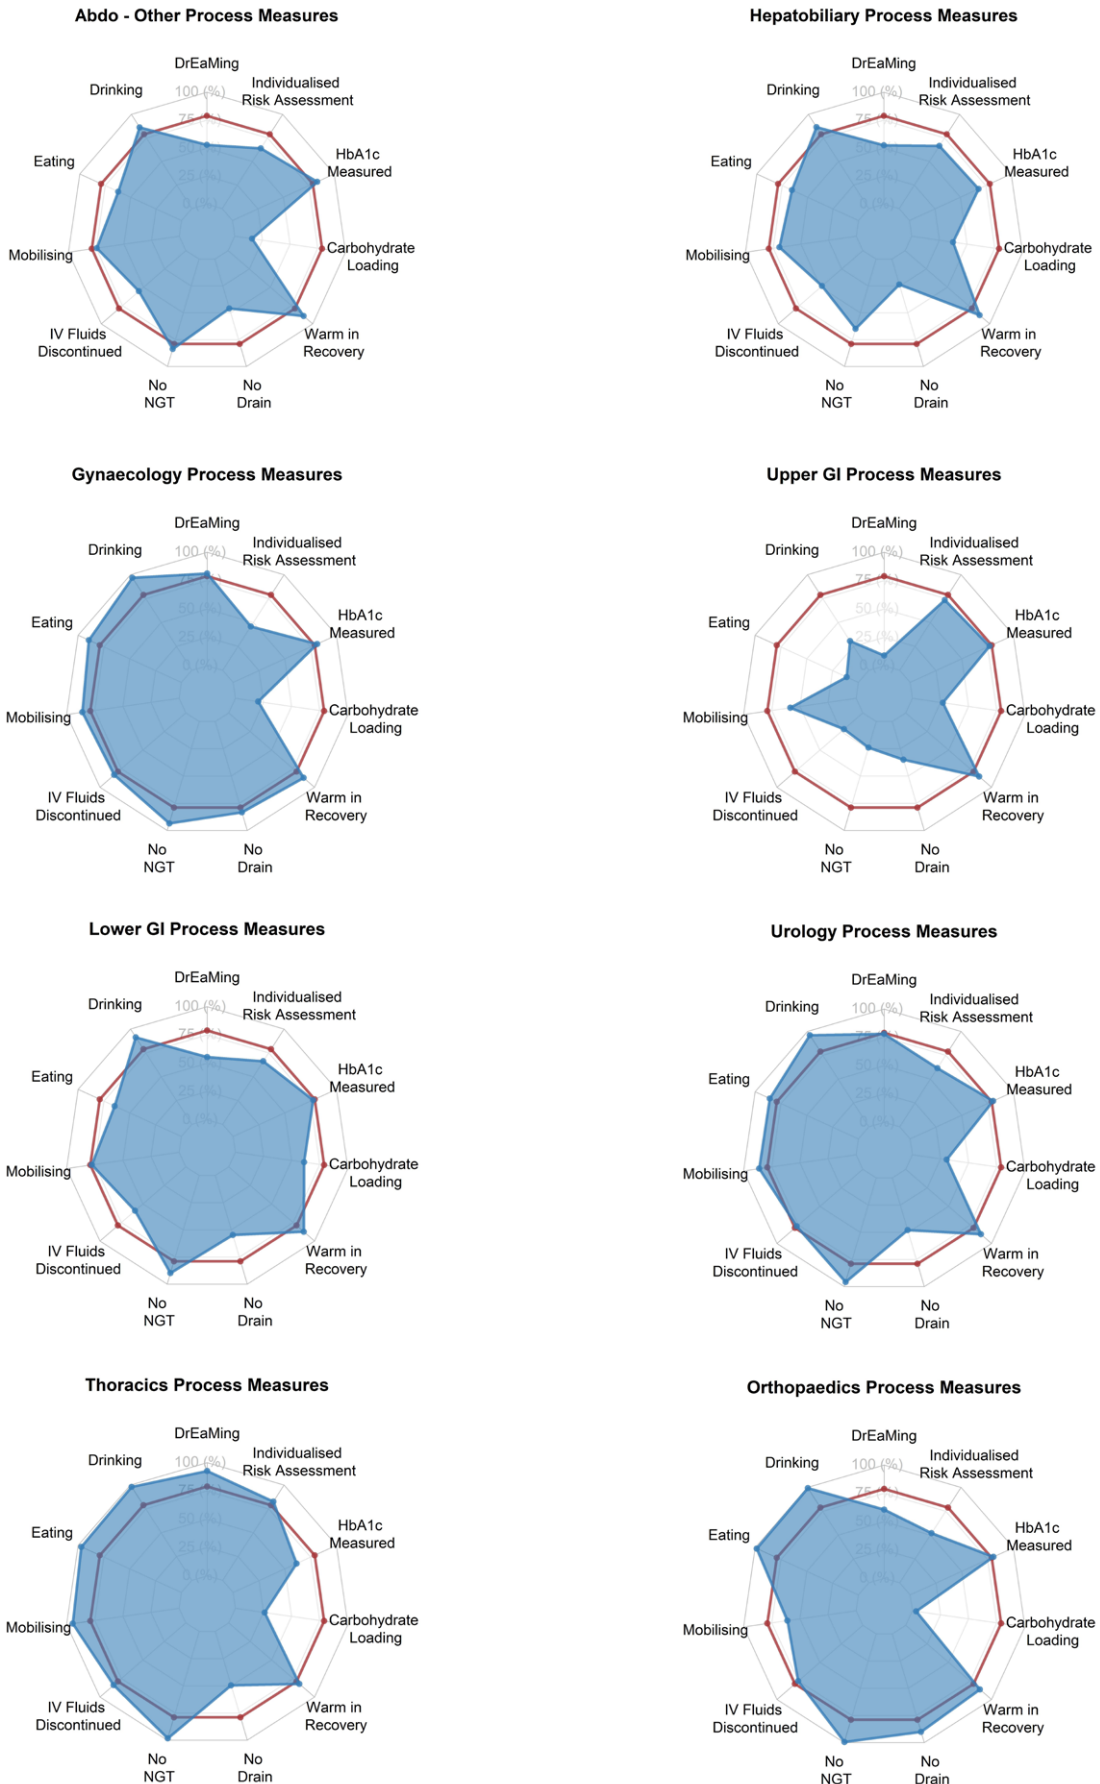 Abdo - Other Process Measures
DrEaMing
Individualised
Risk Assessment
HbA1c
Measured
Carbohydrate
Loading
Warm in
Recovery
No
Drain
No
NGT
IV Fluids
Discontinued
Mobilising
Eating
Drinking
100 (%)
75 (%)
50 (%)
25 (%)
0 (%)
Hepatobiliary Process Measures
DrEaMing
Individualised
Risk Assessment
HbA1c
Measured
Carbohydrate
Loading
Warm in
Recovery
No
Drain
No
NGT
IV Fluids
Discontinued
Mobilising
Eating
Drinking
100 (%)
75 (%)
50 (%)
25 (%)
0 (%)
Gynaecology Process Measures
DrEaMing
Individualised
Risk Assessment
HbA1c
Measured
Carbohydrate
Loading
Warm in
Recovery
No
Drain
No
NGT
IV Fluids
Discontinued
Mobilising
Eating
Drinking
100 (%)
75 (%)
50 (%)
25 (%)
0 (%)
Upper GI Process Measures
DrEaMing
Individualised
Risk Assessment
HbA1c
Measured
Carbohydrate
Loading
Warm in
Recovery
No
Drain
No
NGT
IV Fluids
Discontinued
Mobilising
Eating
Drinking
100 (%)
75 (%)
50 (%)
25 (%)
0 (%)
Lower GI Process Measures
DrEaMing
Individualised
Risk Assessment
HbA1c
Measured
Carbohydrate
Loading
Warm in
Recovery
No
Drain
No
NGT
IV Fluids
Discontinued
Mobilising
Eating
Drinking
100 (%)
75 (%)
50 (%)
25 (%)
0 (%)
Urology Process Measures
DrEaMing
Individualised
Risk Assessment
HbA1c
Measured
Carbohydrate
Loading
Warm in
Recovery
No
Drain
No
NGT
IV Fluids
Discontinued
Mobilising
Eating
Drinking
100 (%)
75 (%)
50 (%)
25 (%)
0 (%)
Thoracics Process Measures
DrEaMing
Individualised
Risk Assessment
HbA1c
Measured
Carbohydrate
Loading
Warm in
Recovery
No
Drain
No
NGT
IV Fluids
Discontinued
Mobilising
Eating
Drinking
100 (%)
75 (%)
50 (%)
25 (%)
0 (%)
Orthopaedics Process Measures
DrEaMing
Individualised
Risk Assessment
HbA1c
Measured
Carbohydrate
Loading
Warm in
Recovery
No
Drain
No
NGT
IV Fluids
Discontinued
Mobilising
Eating
Drinking
100 (%)
75 (%)
50 (%)
25 (%)
0 (%)